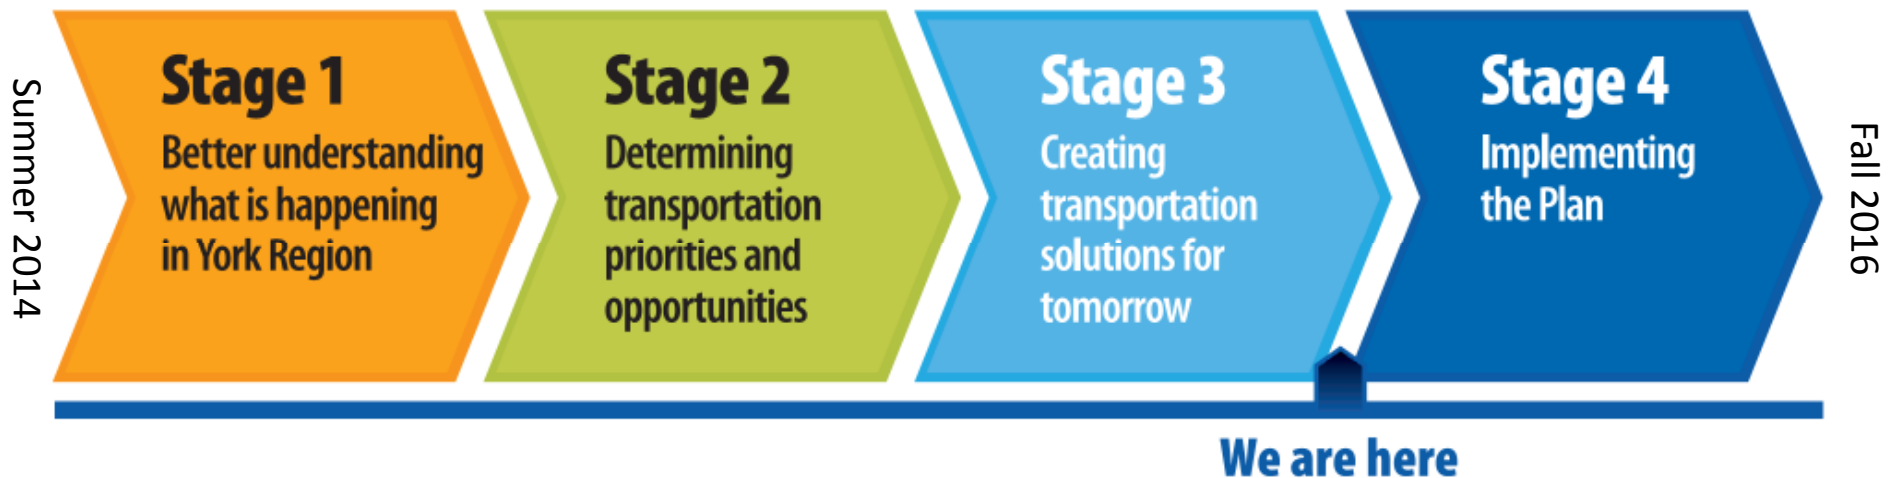 Summer 2014
Stage 1
Better understanding
what is happening
in York Region
Stage 2
Determining
transportation
priorities and
opportunities
Stage 3
Creating
transportation
solutions for
tomorrow
Stage 4
Implementing
the Plan
Fall 2016
We are here